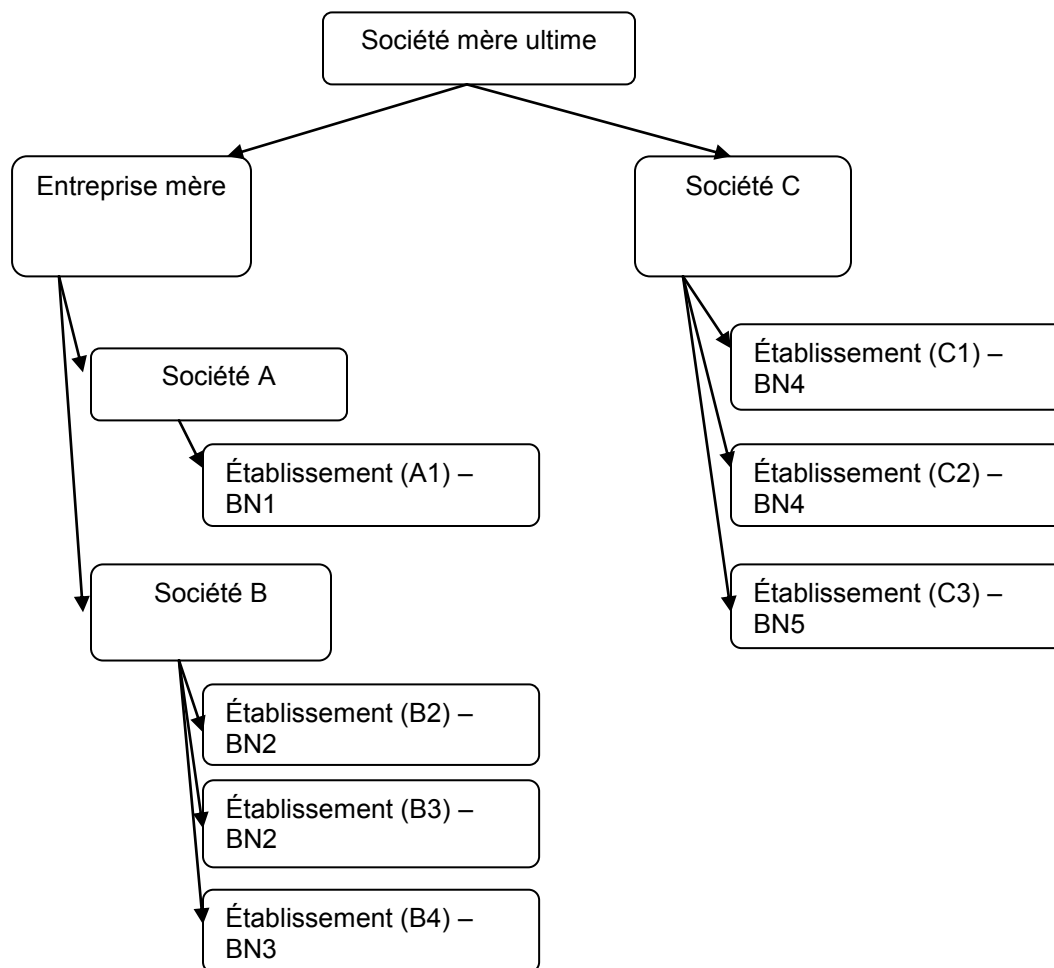 Société mère ultime
Entreprise mère
Société C
Société A
Établissement (A1) –
BN1
Société B
Établissement (B2) –
BN2
Établissement (B3) –
BN2
Établissement (B4) –
BN3
Établissement (C1) –
BN4
Établissement (C2) –
BN4
Établissement (C3) –
BN5